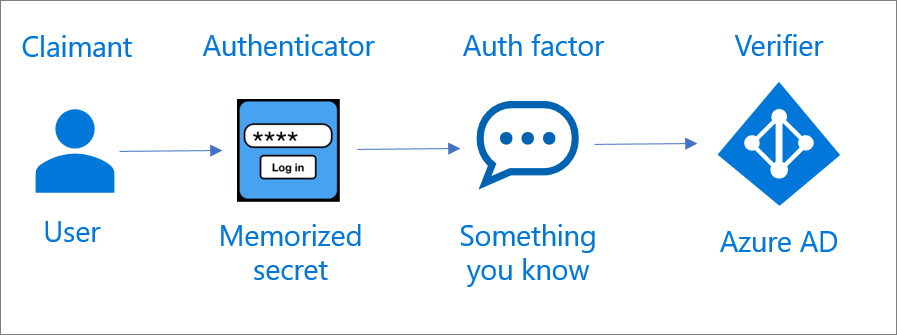 Claimant
Authenticator
Auth factor
Verifier
****
Log in
User
Memorized
secret
Something
you know
Azure AD